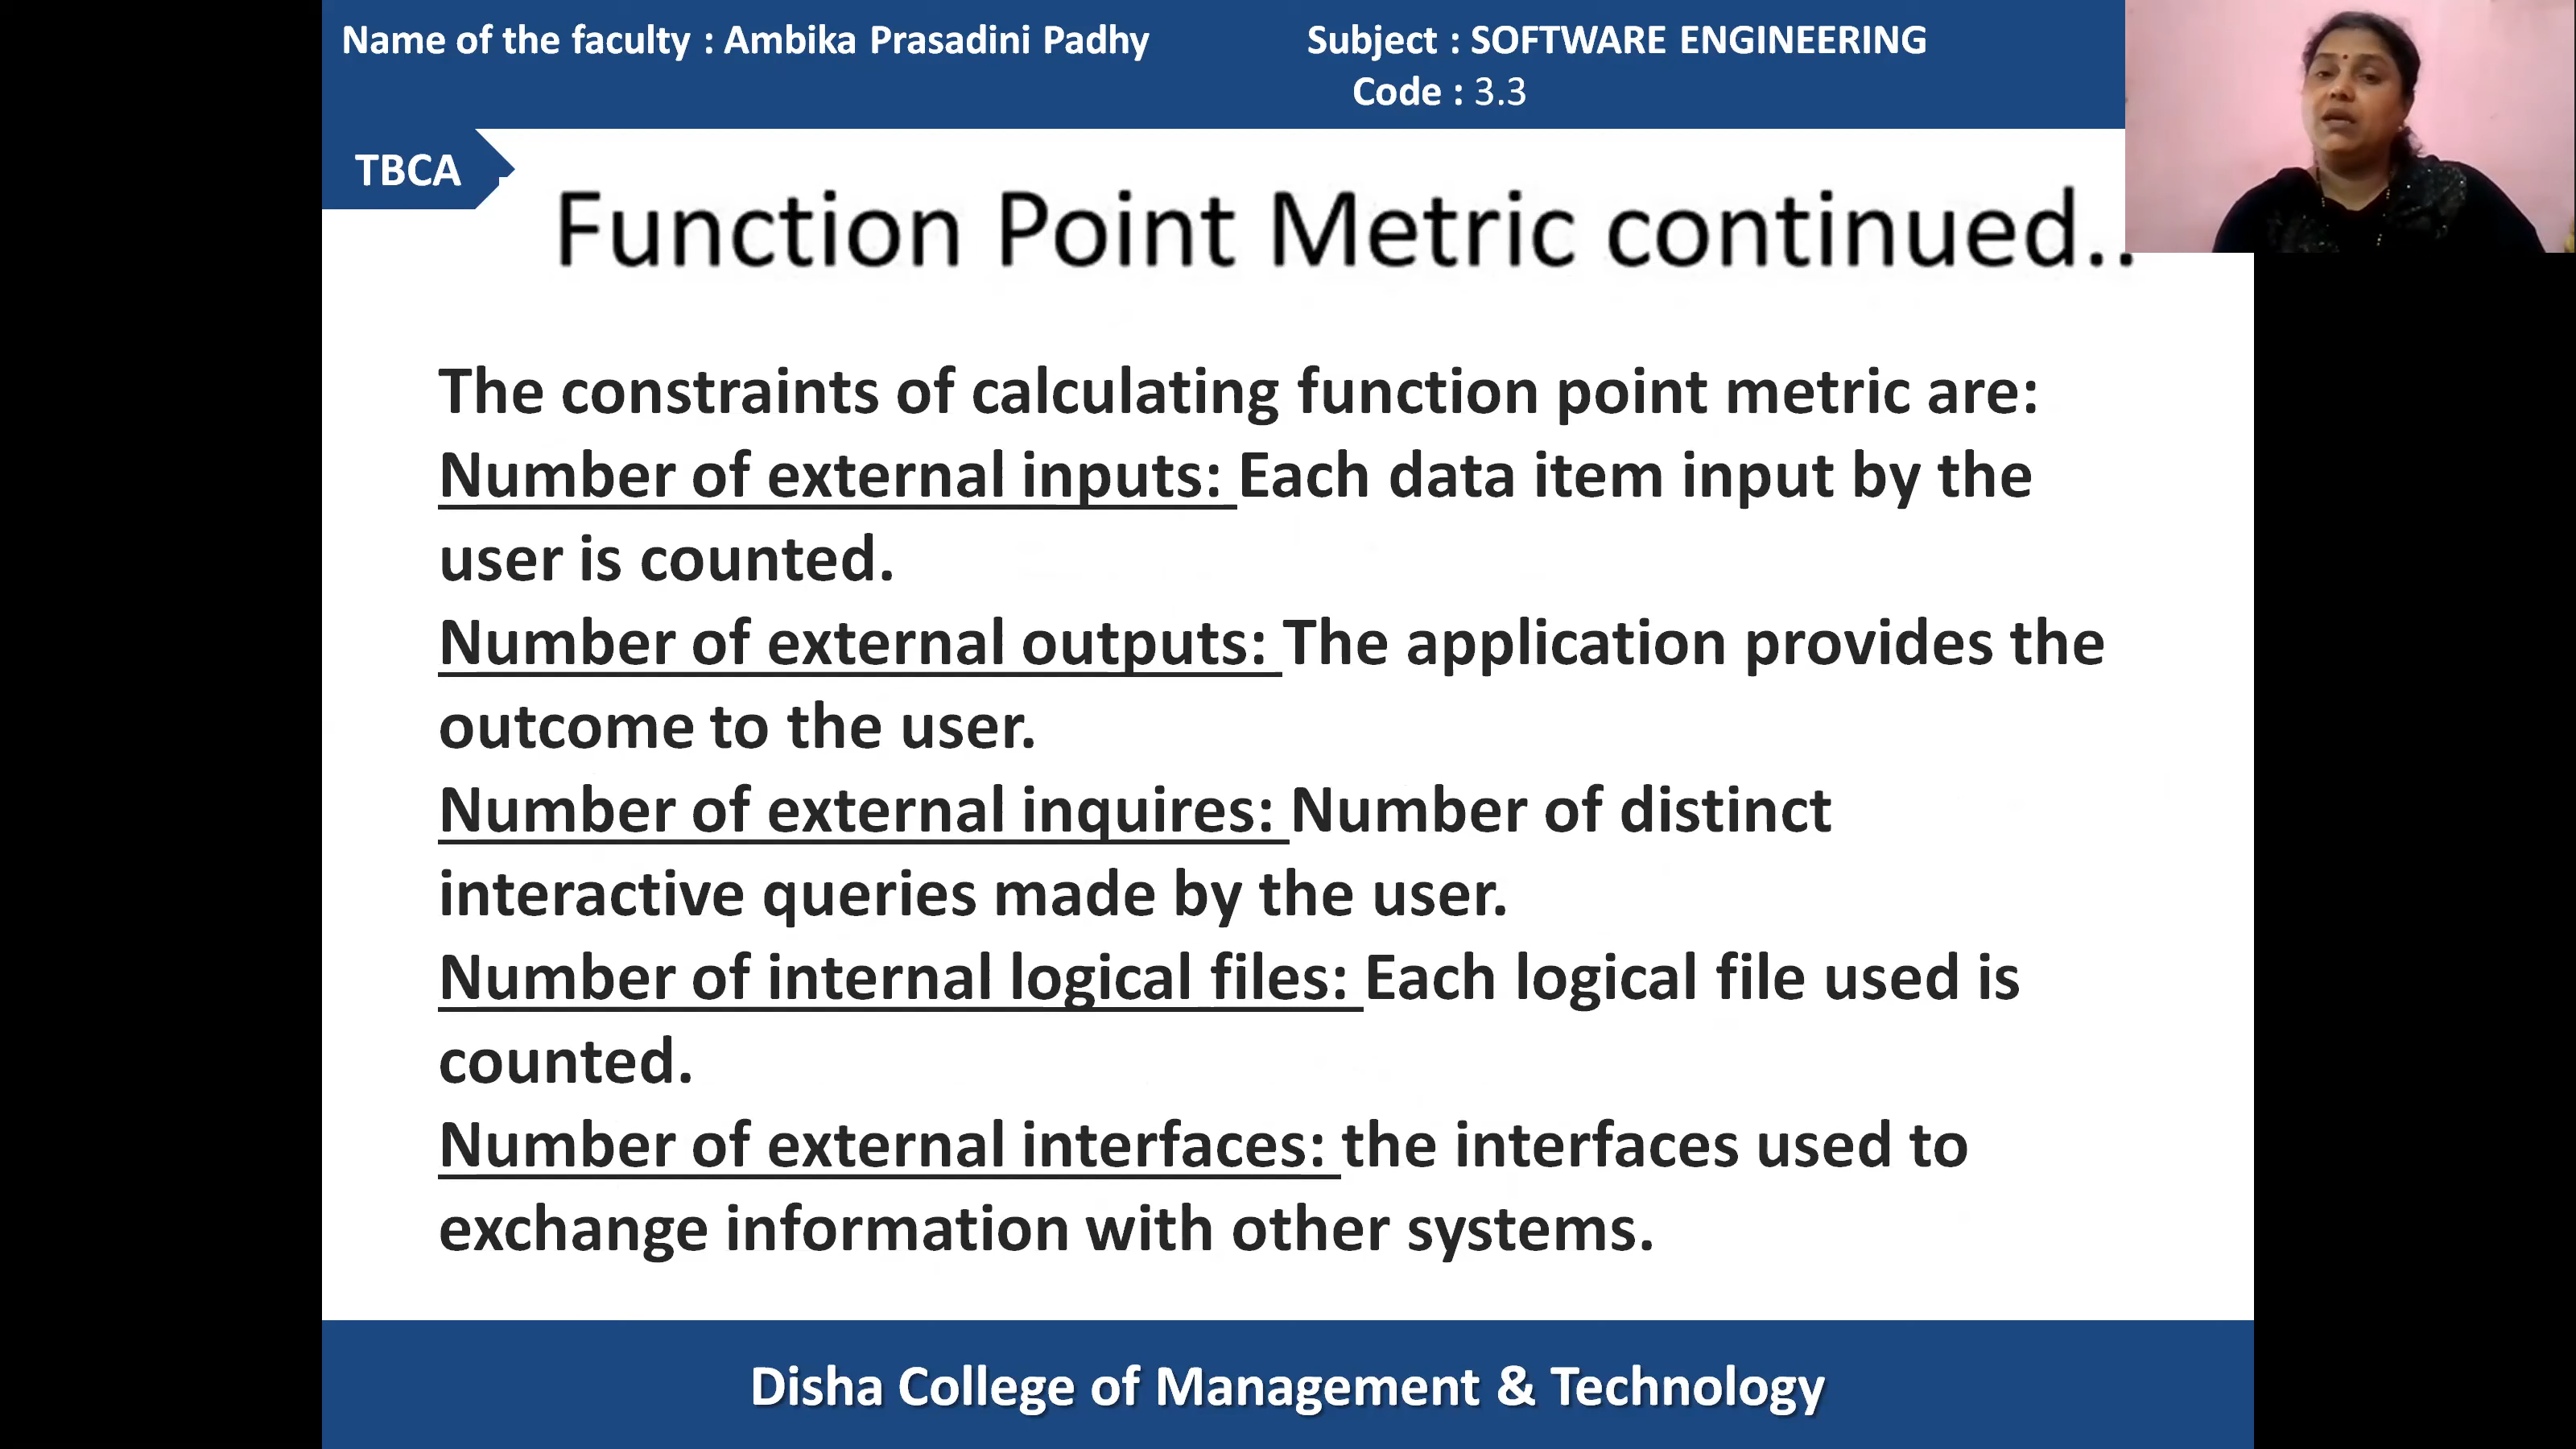 Name of the faculty : Ambika Prasadini Padhy
Subject : SOFTWARE ENGINEERING
Code : 3.3
TBCA
Function Point Metric continued..
The constraints of calculating function point metric are:
Number of external inputs: Each data item input by the
user is counted.
Number of external outputs: The application provides the
outcome to the user.
Number of external inquires: Number of distinct
interactive queries made by the user.
Number of internal logical files: Each logical file used is
counted.
Number of external interfaces: the interfaces used to
exchange information with other systems.
Disha College of Management & Technology